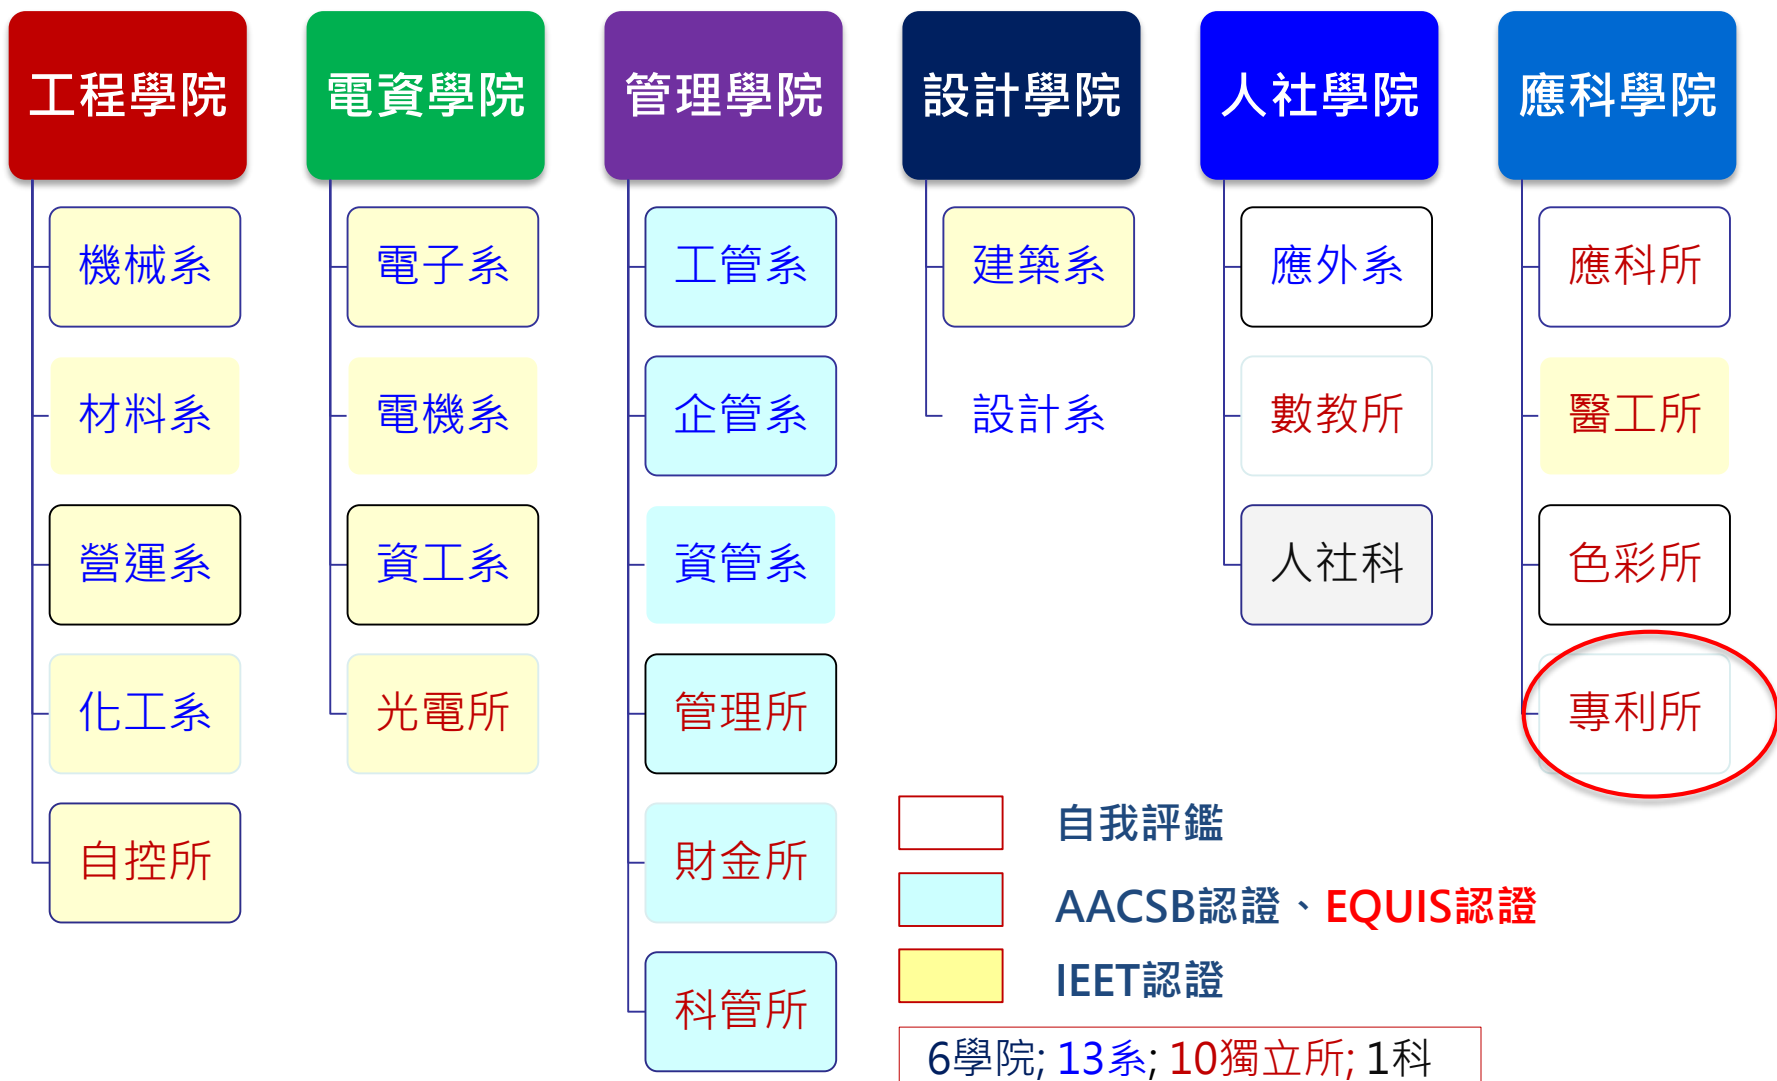 工程學院
機械系
材料系
營運系
化工系
自控所
電資學院
電子系
電機系
資工系
光電所
管理學院
工管系
企管系
資管系
管理所
財金所
科管所
設計學院
建築系
設計系
人社學院
應外系
數教所
人社科
應科學院
應科所
醫工所
色彩所
專利所
自我評鑑
AACSB認證、EQUIS認證
IEET認證
6學院; 13系; 10獨立所; 1科